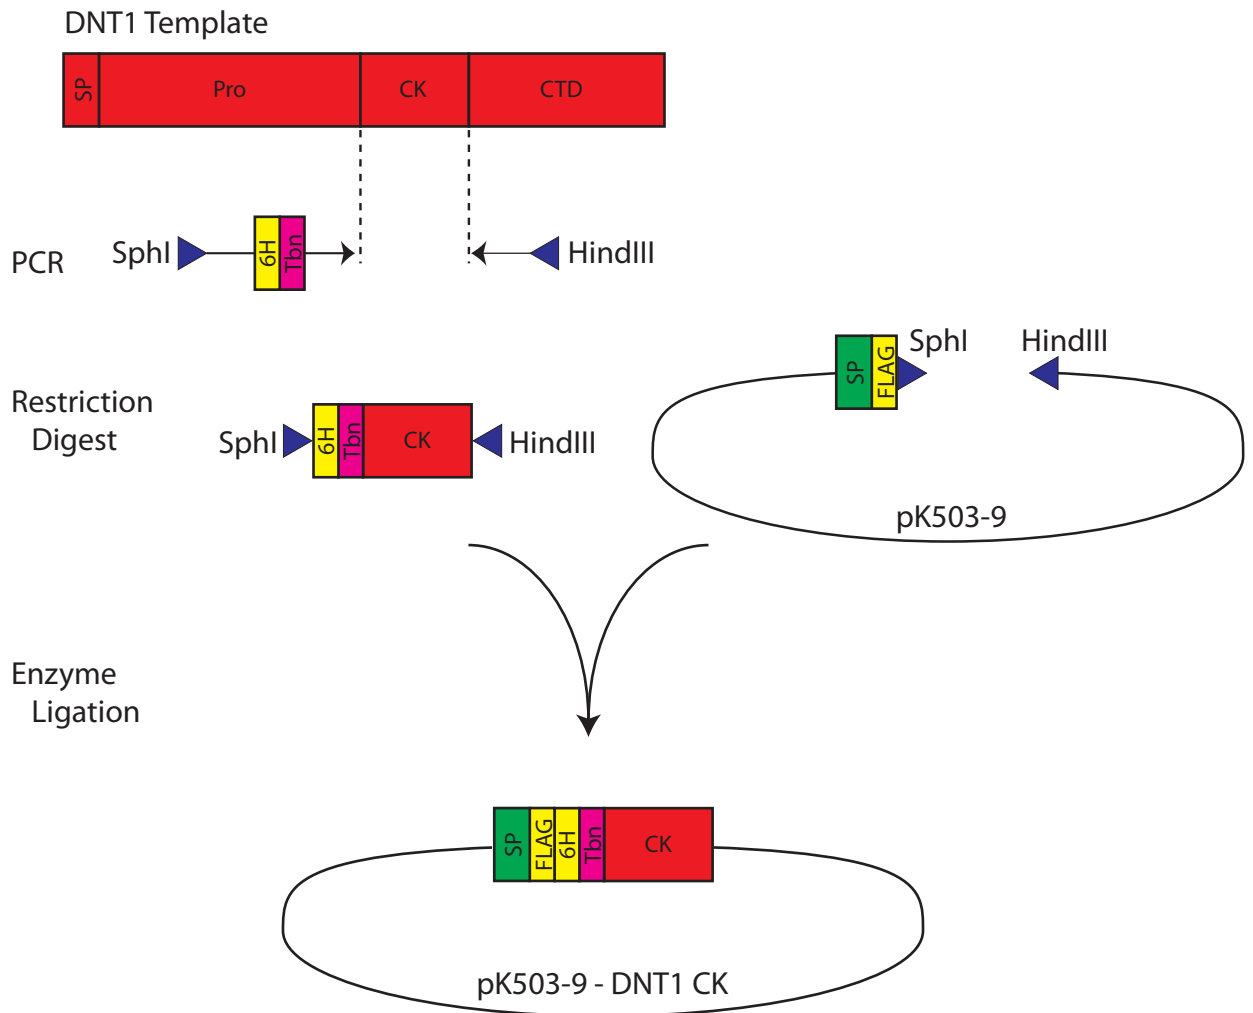 DNT1 Template
SP Pro CK CTD
PCR
SphI 6H Tbn HindIII
SP FLAG SphI HindIII
Restriction
Digest
SphI 6H Tbn CK HindIII
pK503-9
Enzyme
Ligation
SP FLAG 6H Tbn CK
pK503-9 - DNT1 CK